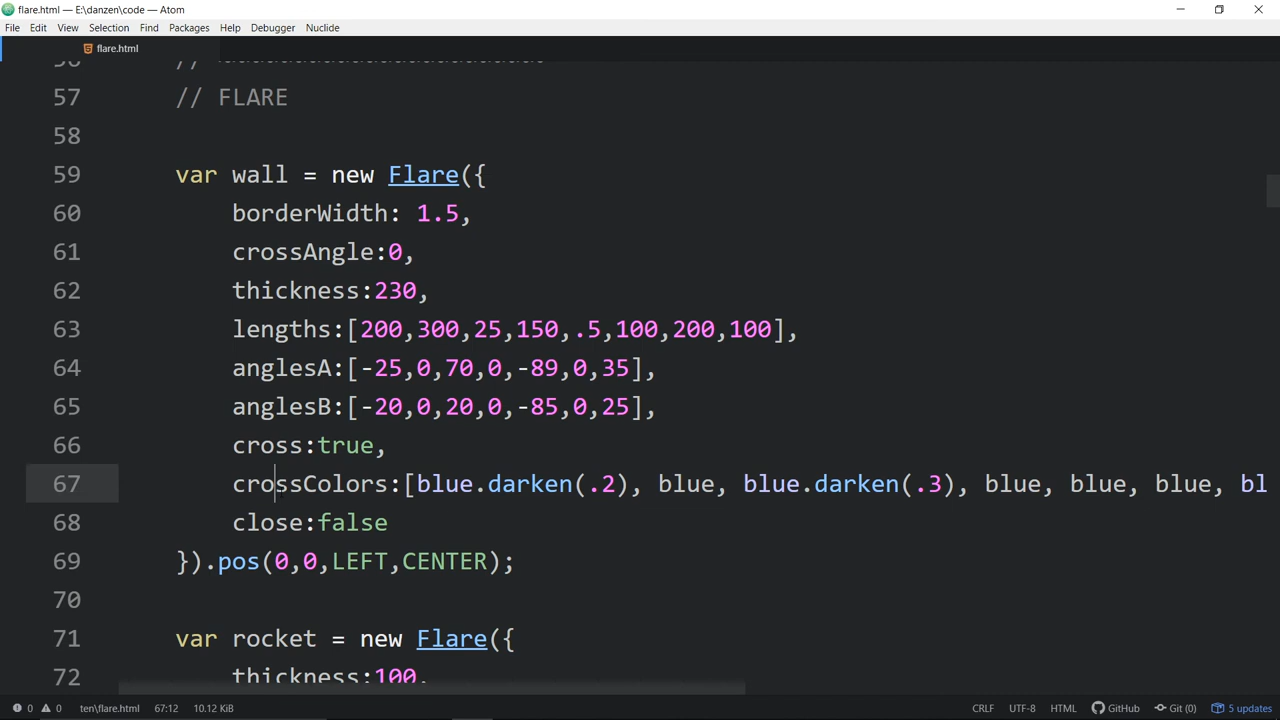 flare.html — E:\danzen\code — Atom
File Edit View Selection Find Packages Help Debugger Nuclide
flare.html
57 // FLARE
58
59 var wall = new Flare({
60 borderWidth: 1.5,
61 crossAngle:0,
62 thickness:230,
63 lengths:[200,300,25,150,.5,100,200,100],
64 anglesA:[-25,0,70,0,-89,0,35],
65 anglesB:[-20,0,20,0,-85,0,25],
66 cross:true,
67 crossColors:[blue.darken(.2), blue, blue.darken(.3), blue, blue, blue, bl
68 close:false
69 }).pos(0,0,LEFT,CENTER);
70
71 var rocket = new Flare({
72 thickness:100,
0 0 ten\flare.html 67:12 10.12 KiB CRLF UTF-8 HTML GitHub Git (0) 5 updates